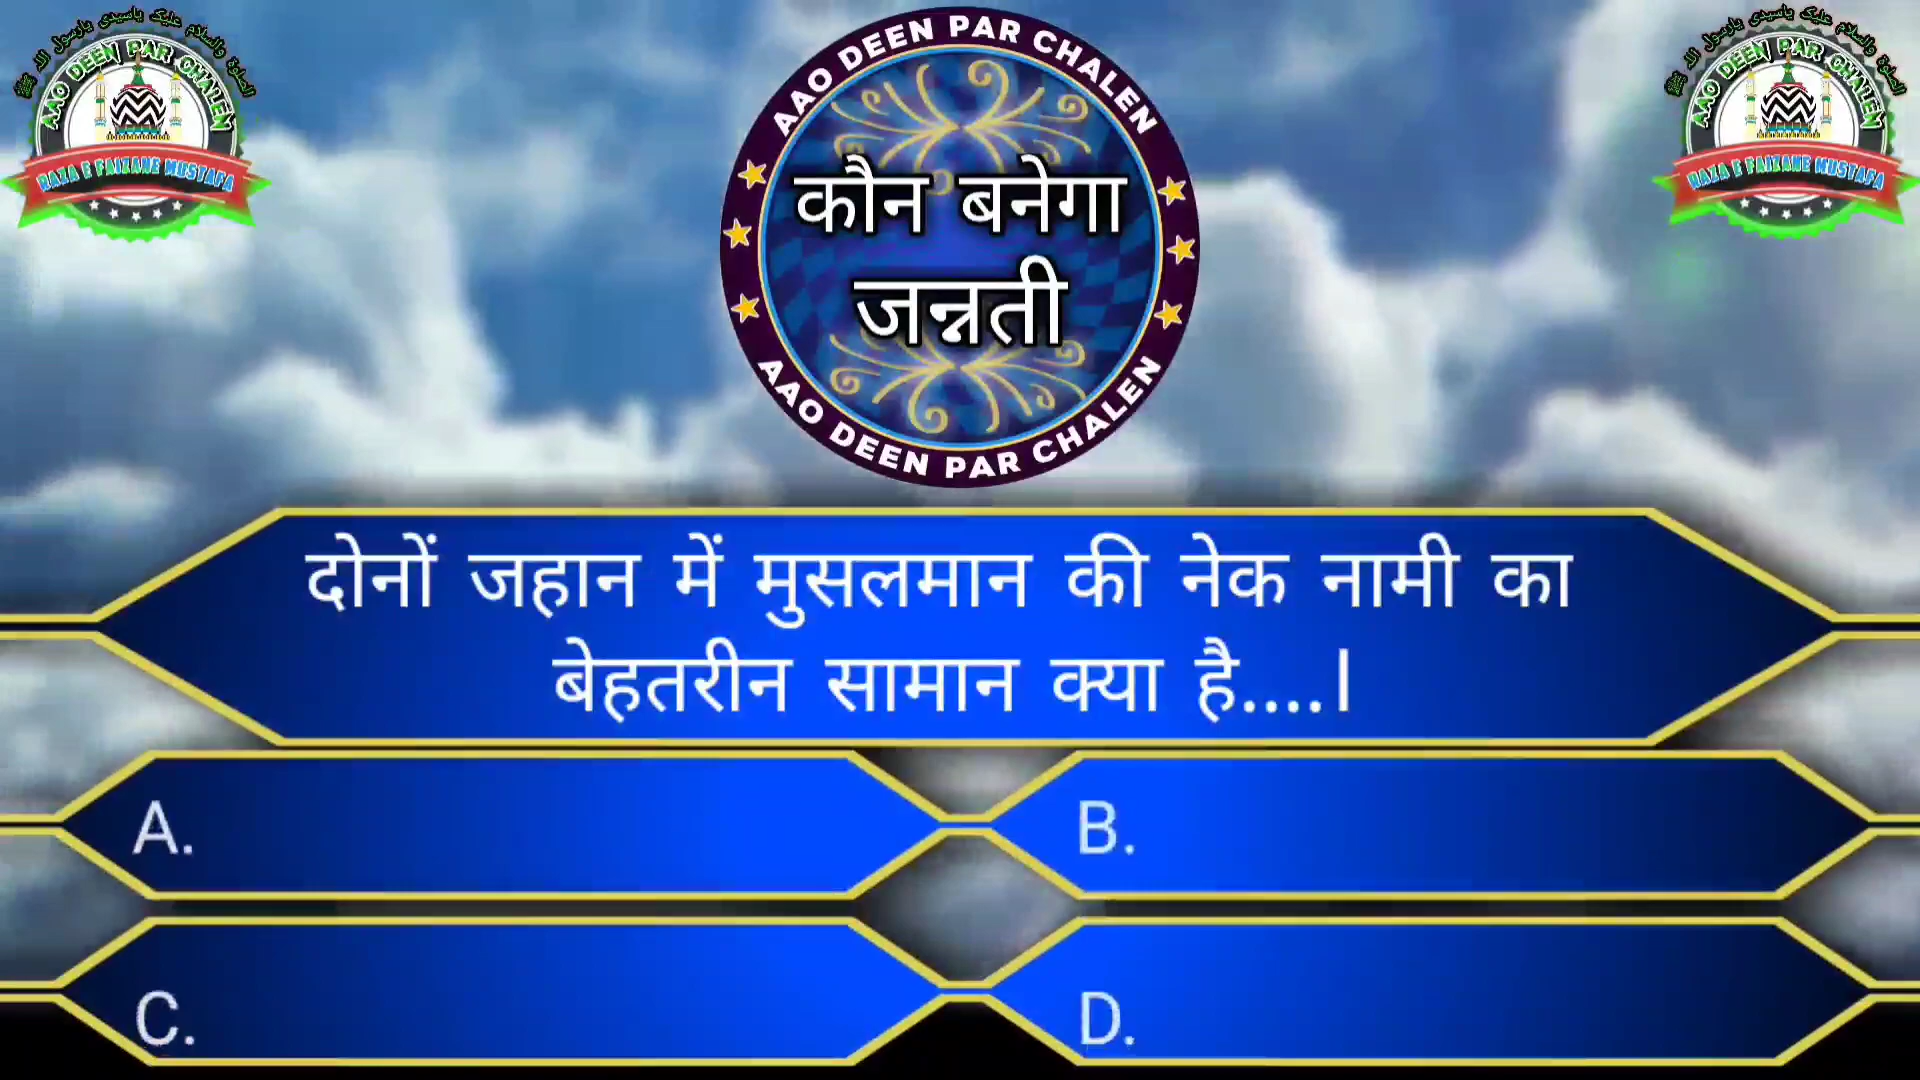 AAO DEEN PAR CHALEN
AAO DEEN PAR CHALEN
RAZA E FAIZANE MUSTAFA
AAO DEEN PAR CHALEN
RAZA E FAIZANE MUSTAFA
कौन बनेगा
जन्नती
AAO DEEN PAR CHALEN
दोनों जहान में मुसलमान की नेक नामी का
बेहतरीन सामान क्या है....।
A.
B.
C.
D.